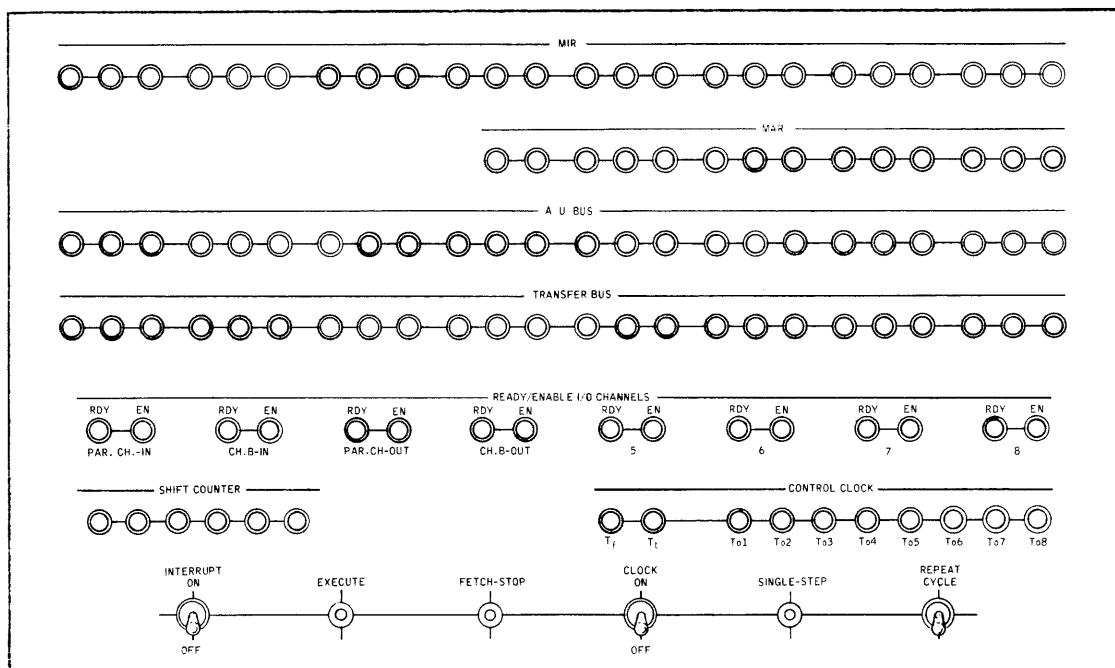 MIR
MAR
A U BUS
TRANSFER BUS
READY/ENABLE I/O CHANNELS
RDY EN RDY EN RDY EN RDY EN RDY EN RDY EN RDY EN RDY EN
PAR. CH.-IN CH.B-IN PAR.CH-OUT CH.B-OUT 5 6 7 8
SHIFT COUNTER CONTROL CLOCK
Tf Tt To1 To2 To3 To4 To5 To6 To7 To8
INTERRUPT ON EXECUTE FETCH-STOP CLOCK ON SINGLE-STEP REPEAT CYCLE
OFF OFF